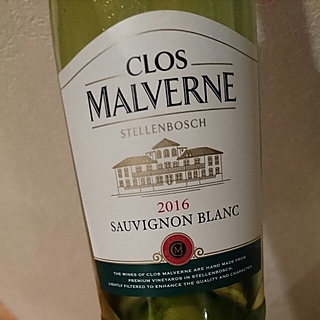 CLOS
MALVERNE
STELLENBOSCH
2016
SAUVIGNON BLANC
M
THE WINES OF CLOS MALVERNE ARE HAND MADE FROM
PREMIUM VINEYARDS IN STELLENBOSCH.
LIGHTLY FILTERED TO ENHANCE THE QUALITY AND CHARACTER.